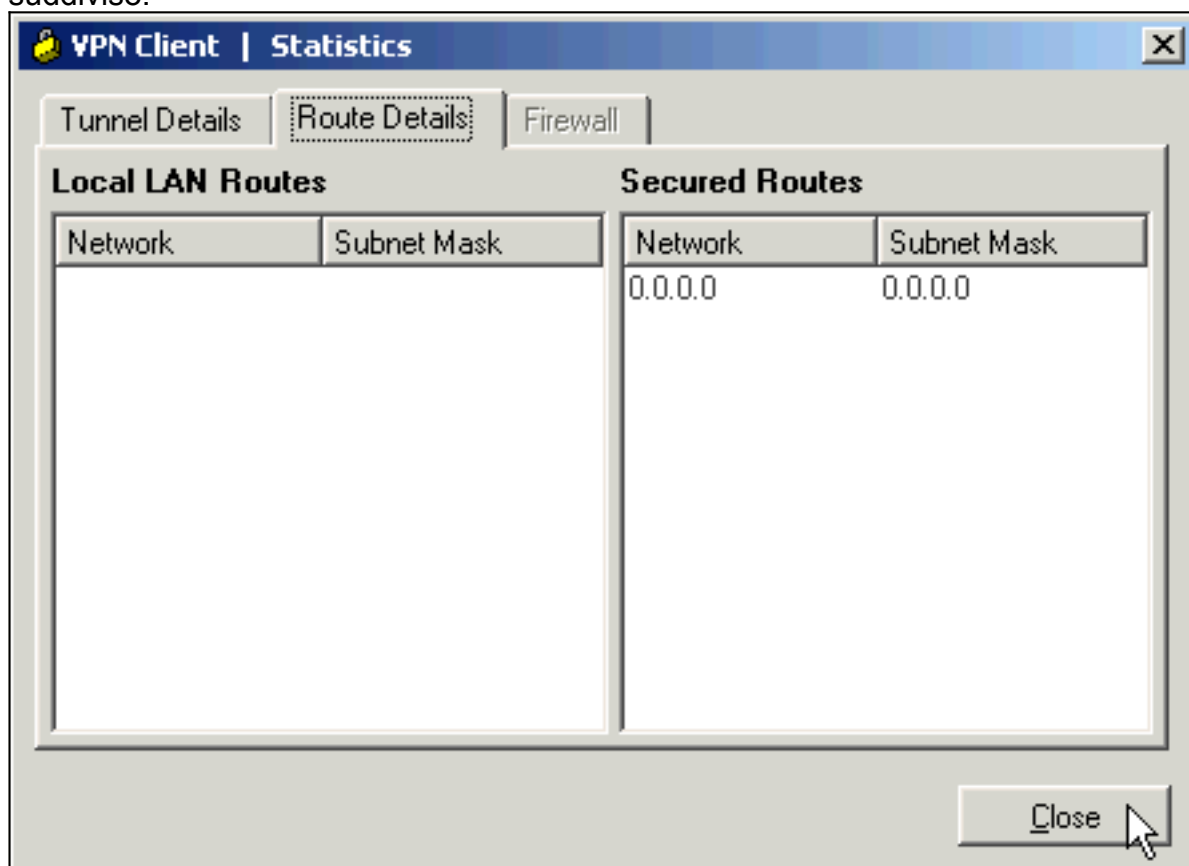 suddiviso.
VPN Client | Statistics
Tunnel Details Route Details Firewall
Local LAN Routes Secured Routes
Network Subnet Mask Network Subnet Mask
0.0.0.0 0.0.0.0
Close